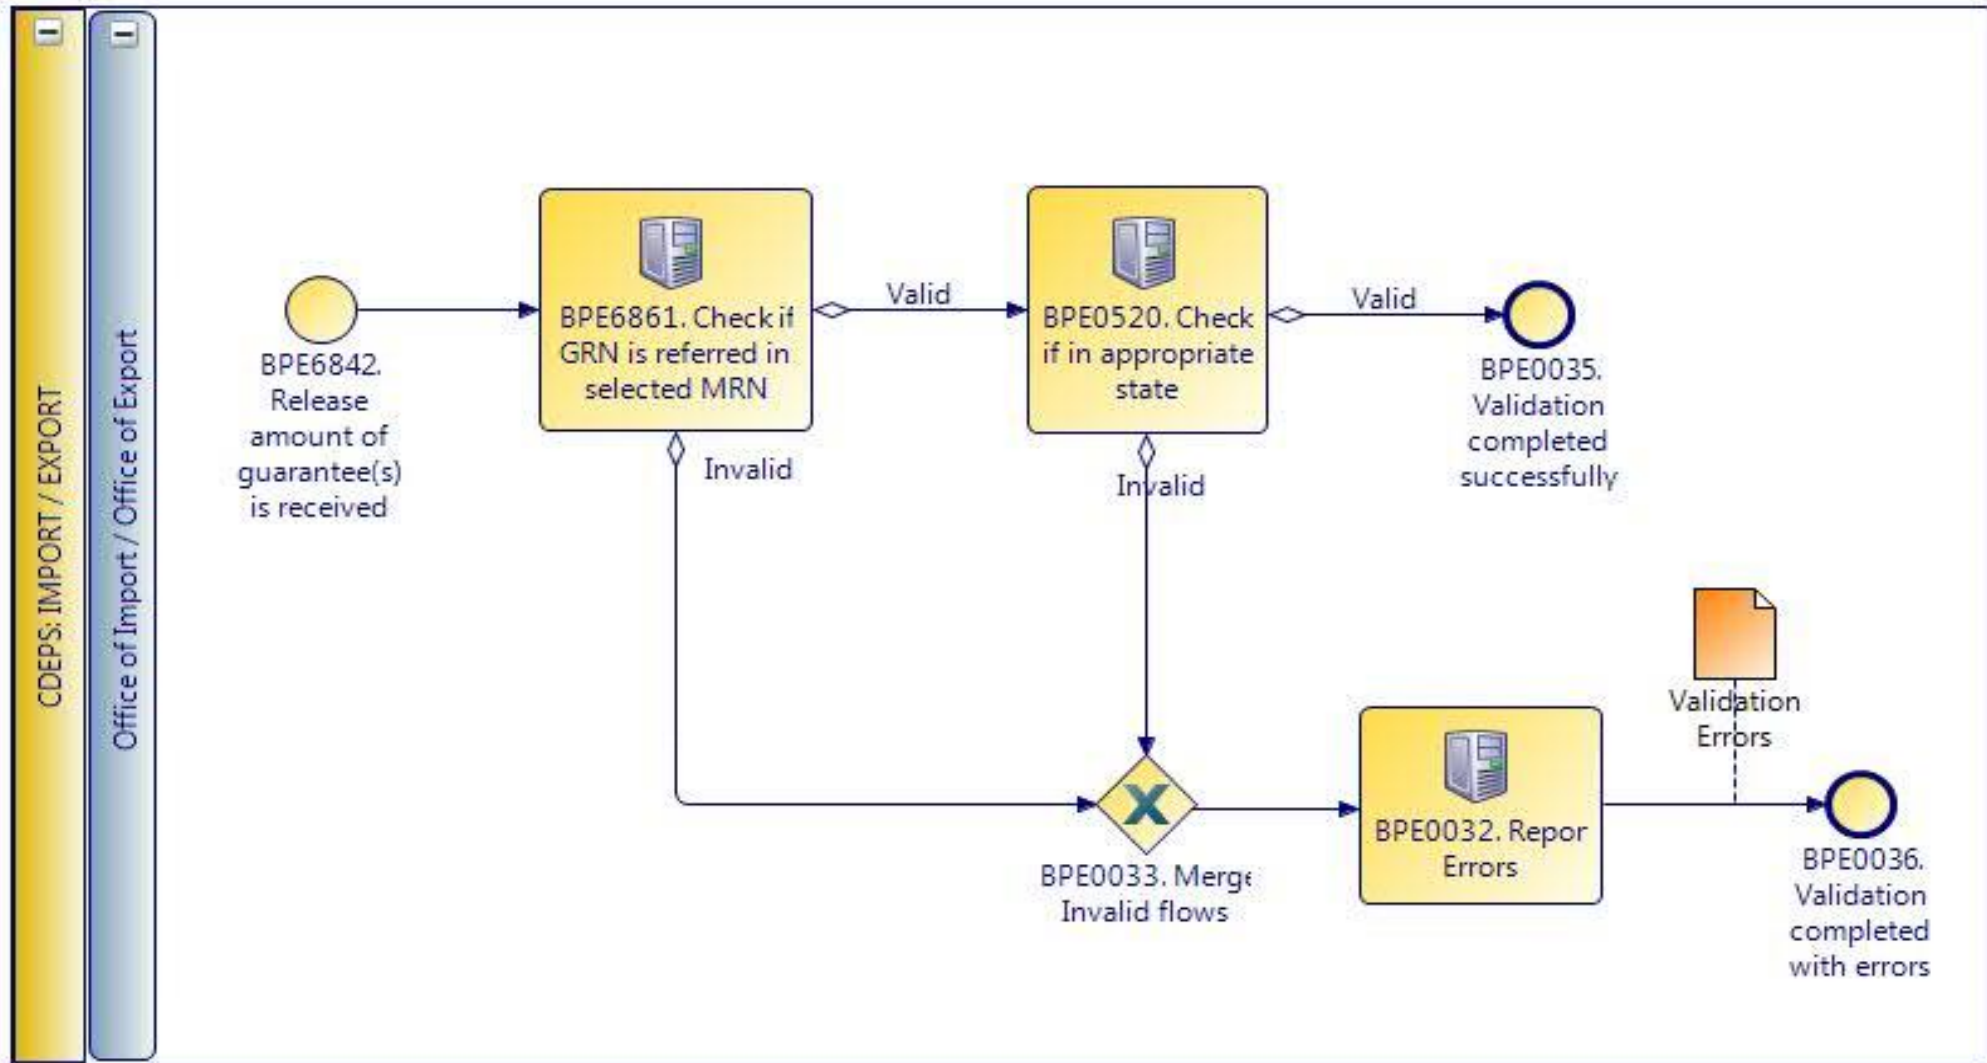 CDEPS: IMPORT / EXPORT
Office of Import / Office of Export
BPE6842.
Release
amount of
guarantee(s)
is received
BPE6861. Check if
GRN is referred in
selected MRN
Valid
Invalid
BPE0520. Check
if in appropriate
state
Valid
Invalid
BPE0035.
Validation
completed
successfully
BPE0033. Merge
Invalid flows
BPE0032. Repor
Errors
Validation
Errors
BPE0036.
Validation
completed
with errors